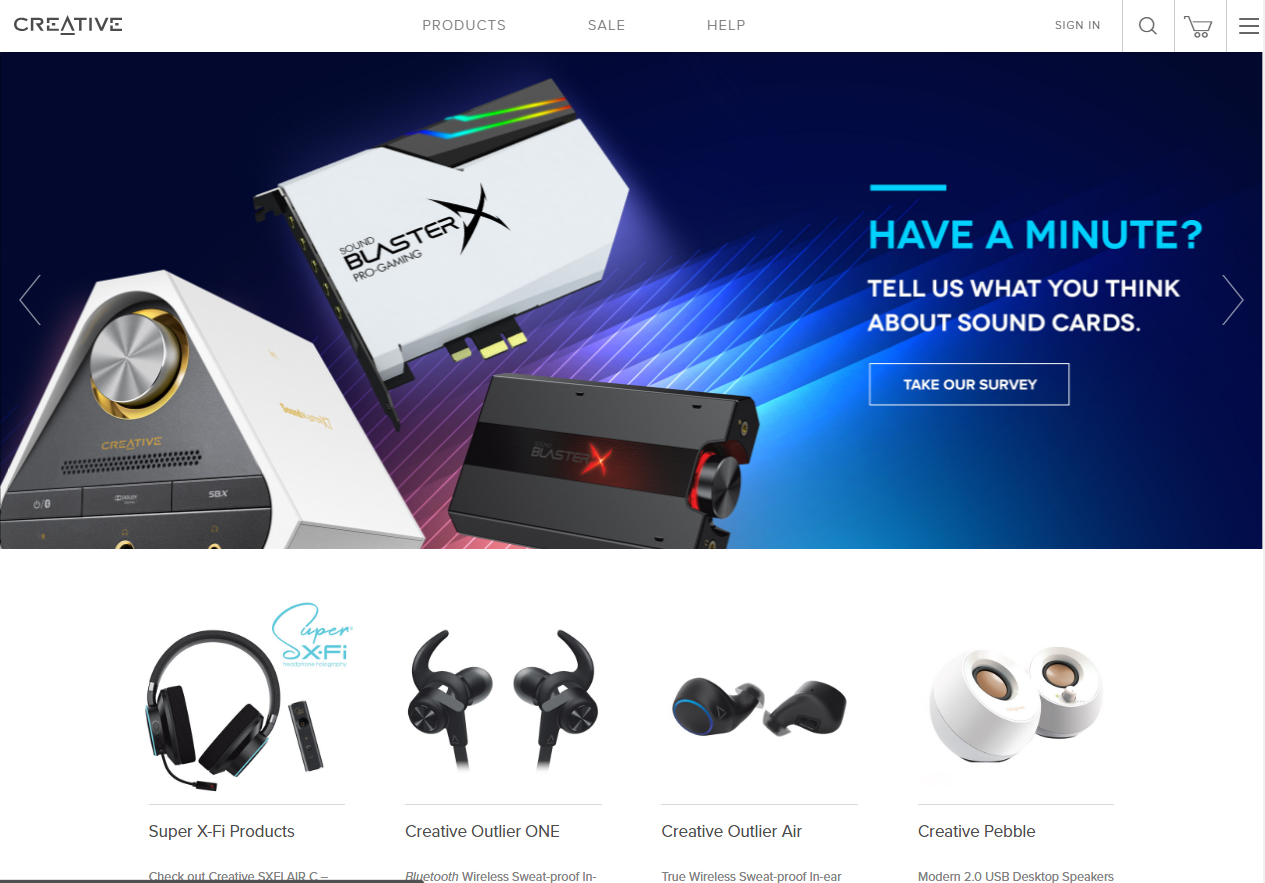 CREATIVE
PRODUCTS
SALE
HELP
SIGN IN
SOUND
BLASTERX
PRO-GAMING
HAVE A MINUTE?
TELL US WHAT YOU THINK
ABOUT SOUND CARDS.
TAKE OUR SURVEY
CREATIVE
SBX
SOUND
BLASTERX
Super
X-Fi
headphone holography
Super X-Fi Products
Creative Outlier ONE
Creative Outlier Air
Creative Pebble
Check out Creative SXFI AIR C –
Bluetooth Wireless Sweat-proof In-
True Wireless Sweat-proof In-ear
Modern 2.0 USB Desktop Speakers